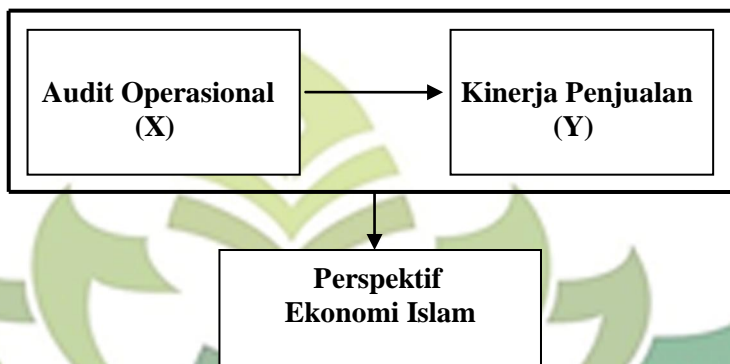 Audit Operasional
(X)
Kinerja Penjualan
(Y)
Perspektif
Ekonomi Islam